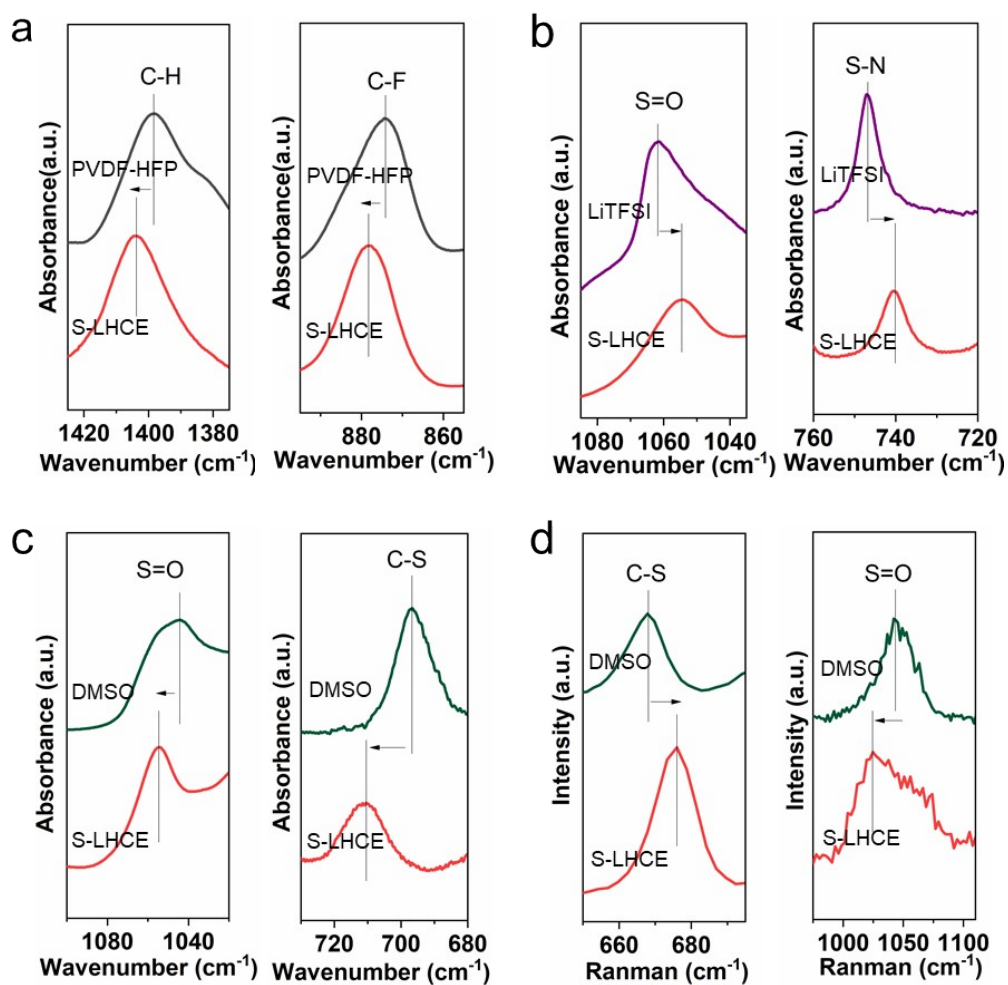 a
C-H
PVDF-HFP
S-LHCE
Absorbance(a.u.)
1420 1400 1380
Wavenumber (cm⁻¹)
C-F
PVDF-HFP
S-LHCE
Absorbance(a.u.)
880 860
Wavenumber (cm⁻¹)
b
S=O
LiTFSI
S-LHCE
Absorbance (a.u.)
1080 1060 1040
Wavenumber (cm⁻¹)
S-N
LiTFSI
S-LHCE
Absorbance (a.u.)
760 740 720
Wavenumber (cm⁻¹)
c
S=O
DMSO
S-LHCE
Absorbance (a.u.)
1080 1040
Wavenumber (cm⁻¹)
C-S
DMSO
S-LHCE
Absorbance (a.u.)
720 700 680
Wavenumber (cm⁻¹)
d
C-S
DMSO
S-LHCE
Intensity (a.u.)
660 680
Ranman (cm⁻¹)
S=O
DMSO
S-LHCE
Intensity (a.u.)
1000 1050 1100
Ranman (cm⁻¹)